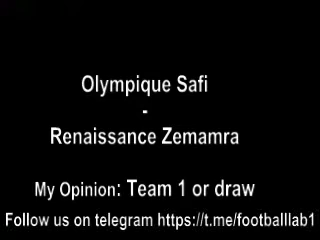 Olympique Safi
-
Renaissance Zemamra
My Opinion: Team 1 or draw
Follow us on telegram https://t.me/footballlab1